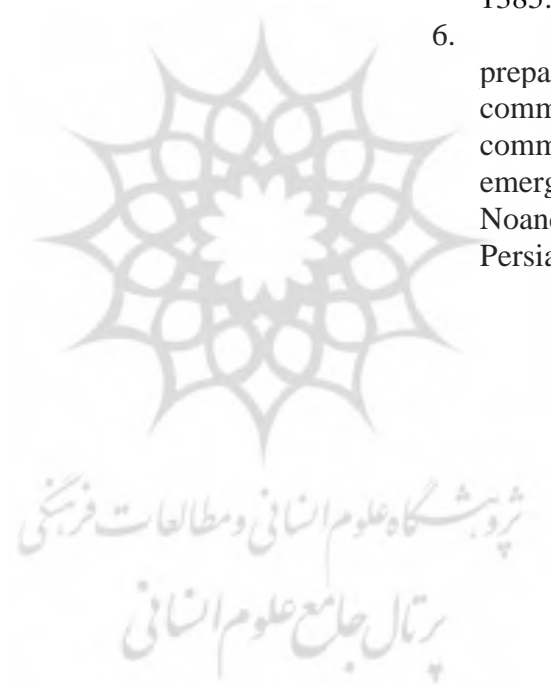 1385.
6.
prepa
comm
comm
emerg
Noand
Persia
پژوهشگاه علوم انسانی و مطالعات فرهنگی
پرتال جامع علوم انسانی